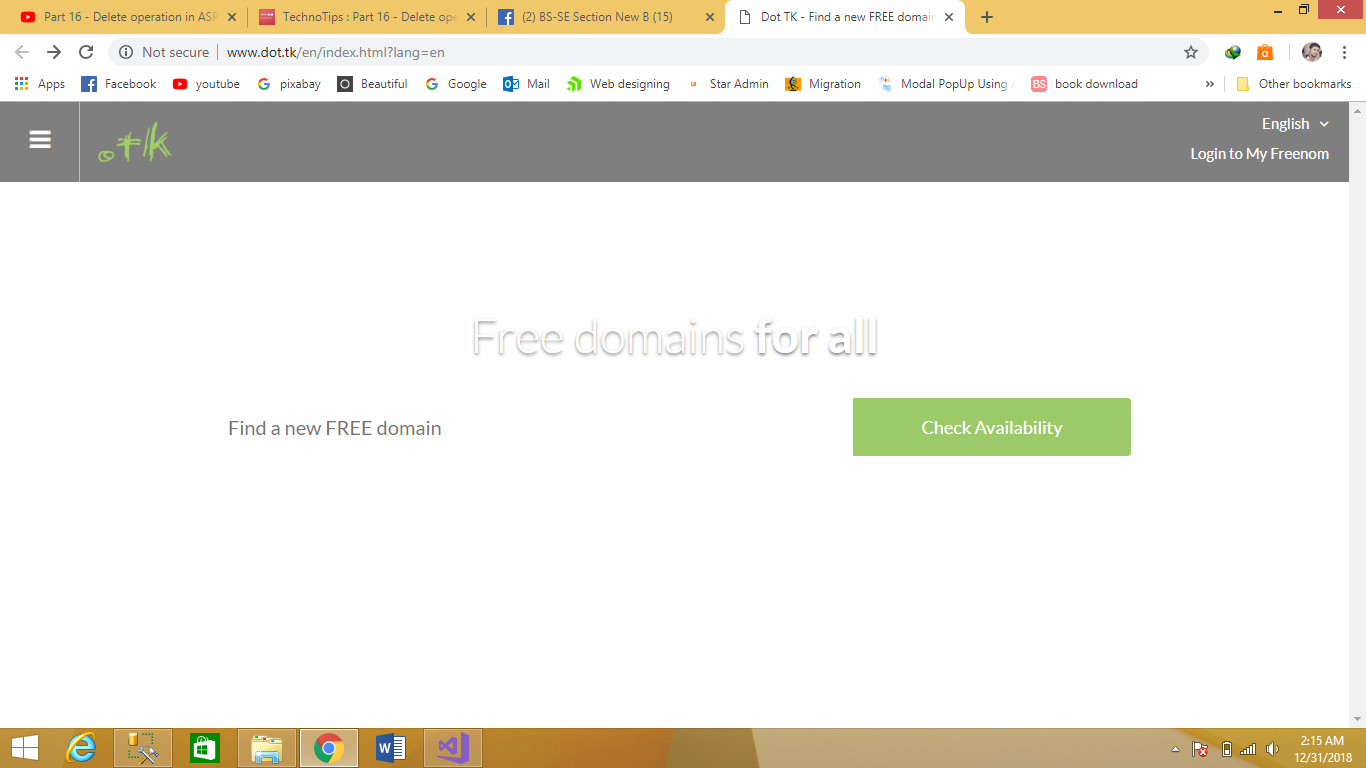 Part 16 - Delete operation in ASP
TechnoTips : Part 16 - Delete ope
(2) BS-SE Section New B (15)
Dot TK - Find a new FREE domain
Not secure
www.dot.tk/en/index.html?lang=en
Apps
Facebook
youtube
pixabay
Beautiful
Google
Mail
Web designing
UI
Star Admin
Migration
Modal PopUp Using
BS
book download
»
Other bookmarks
.tk
English
Login to My Freenom
Free domains for all
Find a new FREE domain
Check Availability
2:15 AM
12/31/2018